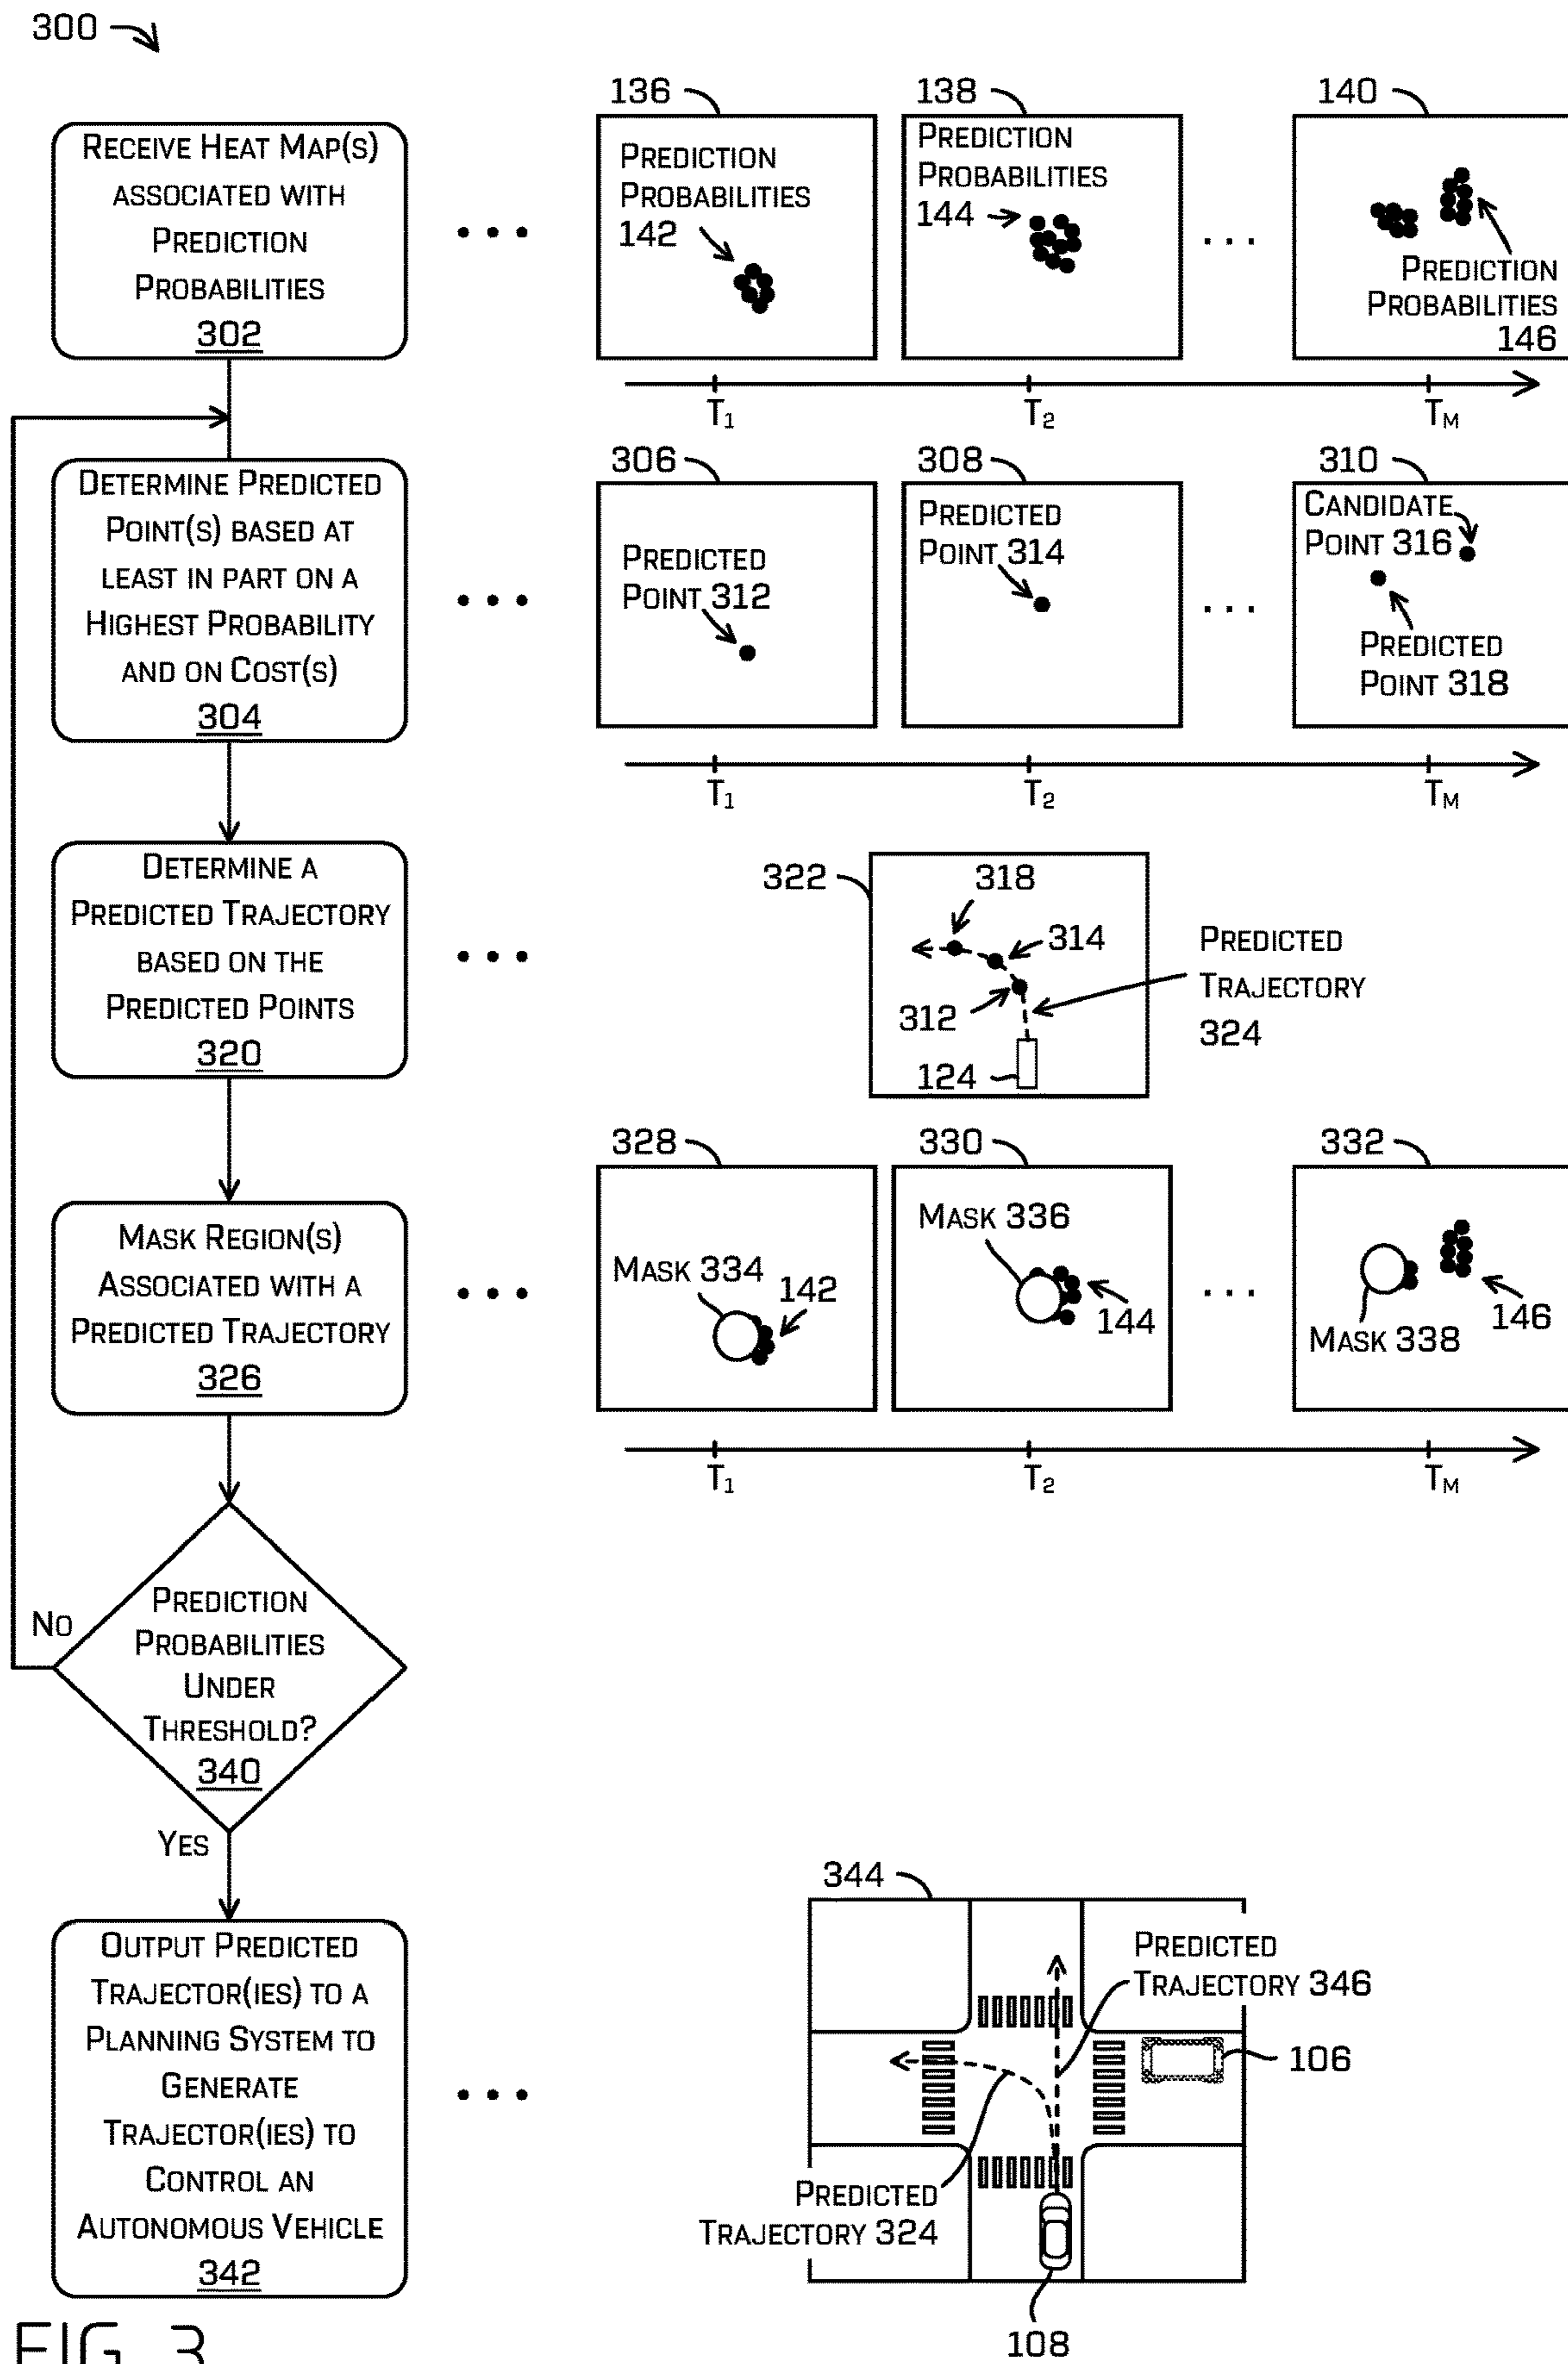 300
RECEIVE HEAT MAP(S)
ASSOCIATED WITH
PREDICTION
PROBABILITIES
302
136
PREDICTION
PROBABILITIES
142
138
PREDICTION
PROBABILITIES
144
...
140
PREDICTION
PROBABILITIES
146
T1
T2
TM
DETERMINE PREDICTED
POINT(S) BASED AT
LEAST IN PART ON A
HIGHEST PROBABILITY
AND ON COST(S)
304
306
PREDICTED
POINT 312
308
PREDICTED
POINT 314
...
310
CANDIDATE
POINT 316
PREDICTED
POINT 318
T1
T2
TM
DETERMINE A
PREDICTED TRAJECTORY
BASED ON THE
PREDICTED POINTS
320
322
318
314
312
124
PREDICTED
TRAJECTORY
324
MASK REGION(S)
ASSOCIATED WITH A
PREDICTED TRAJECTORY
326
328
MASK 334
142
330
MASK 336
144
...
332
146
MASK 338
T1
T2
TM
PREDICTION
PROBABILITIES
UNDER
THRESHOLD?
340
NO
YES
OUTPUT PREDICTED
TRAJECTOR(IES) TO A
PLANNING SYSTEM TO
GENERATE
TRAJECTOR(IES) TO
CONTROL AN
AUTONOMOUS VEHICLE
342
344
PREDICTED
TRAJECTORY 346
106
PREDICTED
TRAJECTORY 324
108
FIG. 3